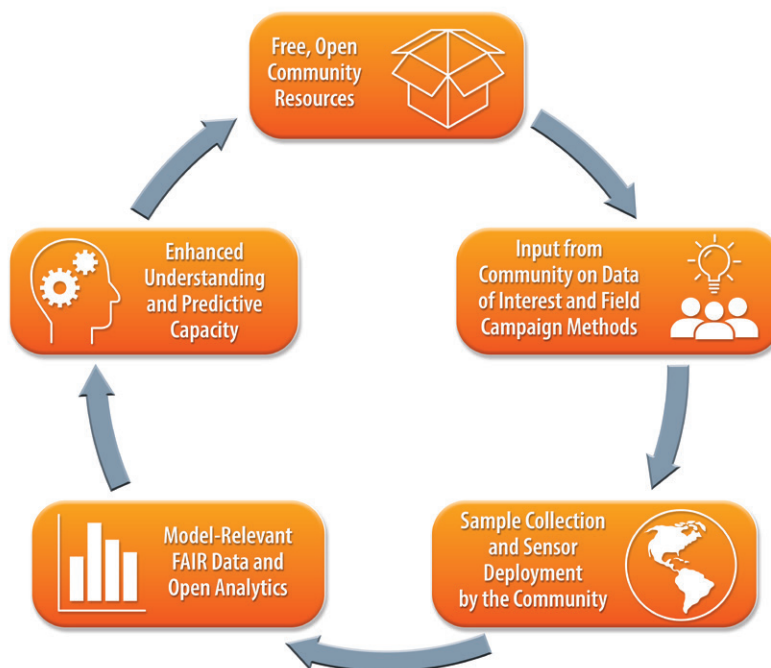 Free, Open
Community
Resources
Input from
Community on Data
of Interest and Field
Campaign Methods
Sample Collection
and Sensor
Deployment
by the Community
Model-Relevant
FAIR Data and
Open Analytics
Enhanced
Understanding
and Predictive
Capacity